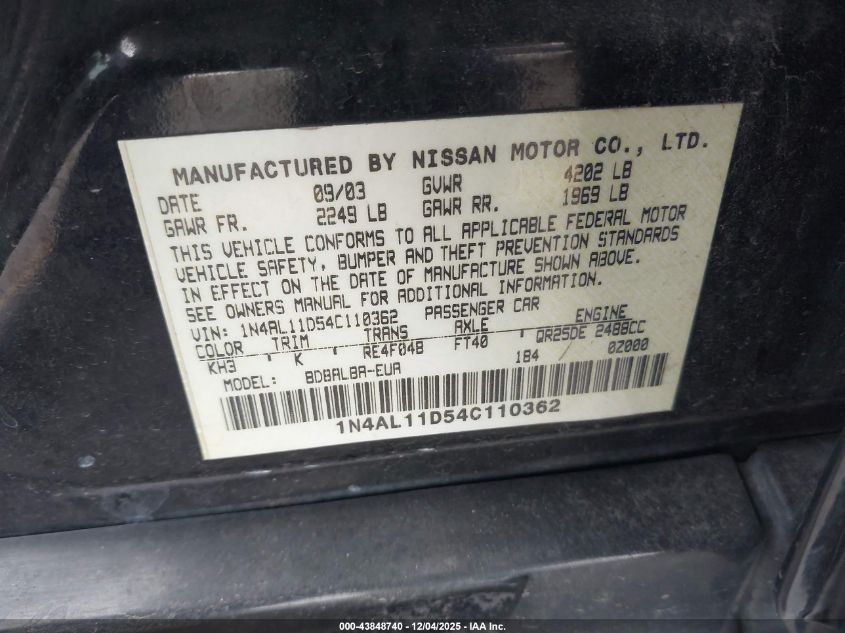 MANUFACTURED BY NISSAN MOTOR CO., LTD.
DATE 09/03 GVWR 4202 LB
GAWR FR. 2249 LB GAWR RR. 1969 LB
THIS VEHICLE CONFORMS TO ALL APPLICABLE FEDERAL MOTOR
VEHICLE SAFETY, BUMPER AND THEFT PREVENTION STANDARDS
IN EFFECT ON THE DATE OF MANUFACTURE SHOWN ABOVE.
SEE OWNERS MANUAL FOR ADDITIONAL INFORMATION.
VIN: 1N4AL11D54C110362 PASSENGER CAR
COLOR TRIM TRANS AXLE ENGINE
KH3 K RE4F04B FT40 QR25DE 2488CC
MODEL: BDBALBA-EUA 184 0Z000
1N4AL11D54C110362
000-43848740 - 12/04/2025 - IAA Inc.